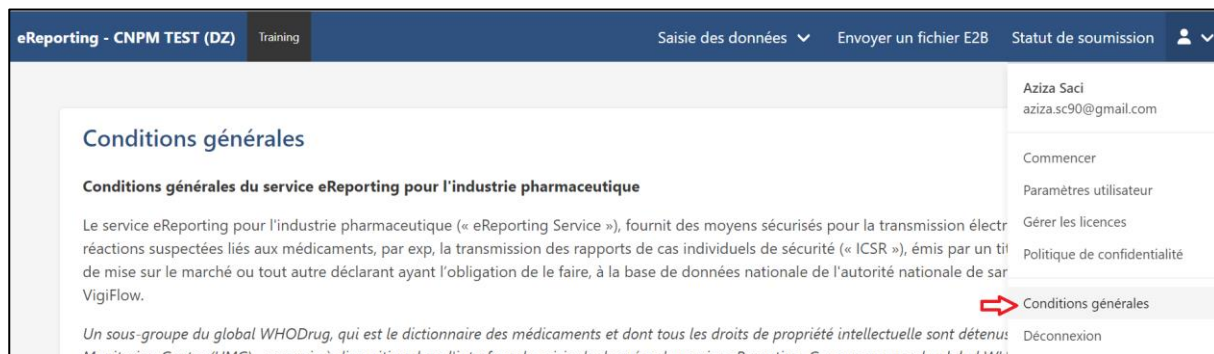 eReporting - CNPM TEST (DZ) Training Saisie des données Envoyer un fichier E2B Statut de soumission
Aziza Saci
aziza.sc90@gmail.com
Commencer
Paramètres utilisateur
Gérer les licences
Politique de confidentialité
Conditions générales
Déconnexion
Conditions générales
Conditions générales du service eReporting pour l'industrie pharmaceutique
Le service eReporting pour l'industrie pharmaceutique (« eReporting Service »), fournit des moyens sécurisés pour la transmission électr
réactions suspectées liés aux médicaments, par exp, la transmission des rapports de cas individuels de sécurité (« ICSR »), émis par un tit
de mise sur le marché ou tout autre déclarant ayant l'obligation de le faire, à la base de données nationale de l'autorité nationale de san
VigiFlow.
Un sous-groupe du global WHODrug, qui est le dictionnaire des médicaments et dont tous les droits de propriété intellectuelle sont détenus